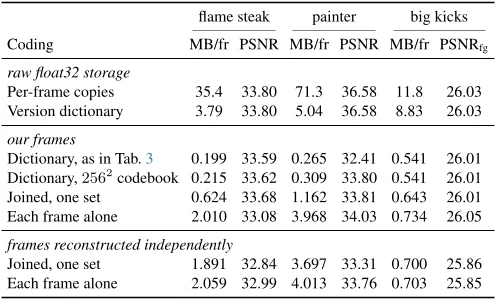 flame steak painter big kicks
Coding MB/fr PSNR MB/fr PSNR MB/fr PSNRfg
raw float32 storage
Per-frame copies 35.4 33.80 71.3 36.58 11.8 26.03
Version dictionary 3.79 33.80 5.04 36.58 8.83 26.03
our frames
Dictionary, as in Tab. 3 0.199 33.59 0.265 32.41 0.541 26.01
Dictionary, 256² codebook 0.215 33.62 0.309 33.80 0.541 26.01
Joined, one set 0.624 33.68 1.162 33.81 0.643 26.01
Each frame alone 2.010 33.08 3.968 34.03 0.734 26.05
frames reconstructed independently
Joined, one set 1.891 32.84 3.697 33.31 0.700 25.86
Each frame alone 2.059 32.99 4.013 33.76 0.703 25.85